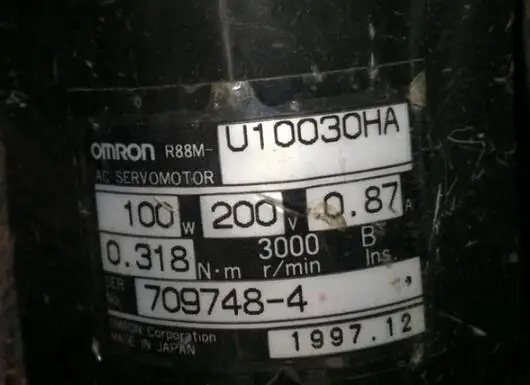 OMRON R88M- U10030HA
AC SERVOMOTOR
100 W 200 V 0.87 A
0.318 N·m 3000 r/min B Ins.
SER No. 709748-4
OMRON Corporation 1997.12
MADE IN JAPAN